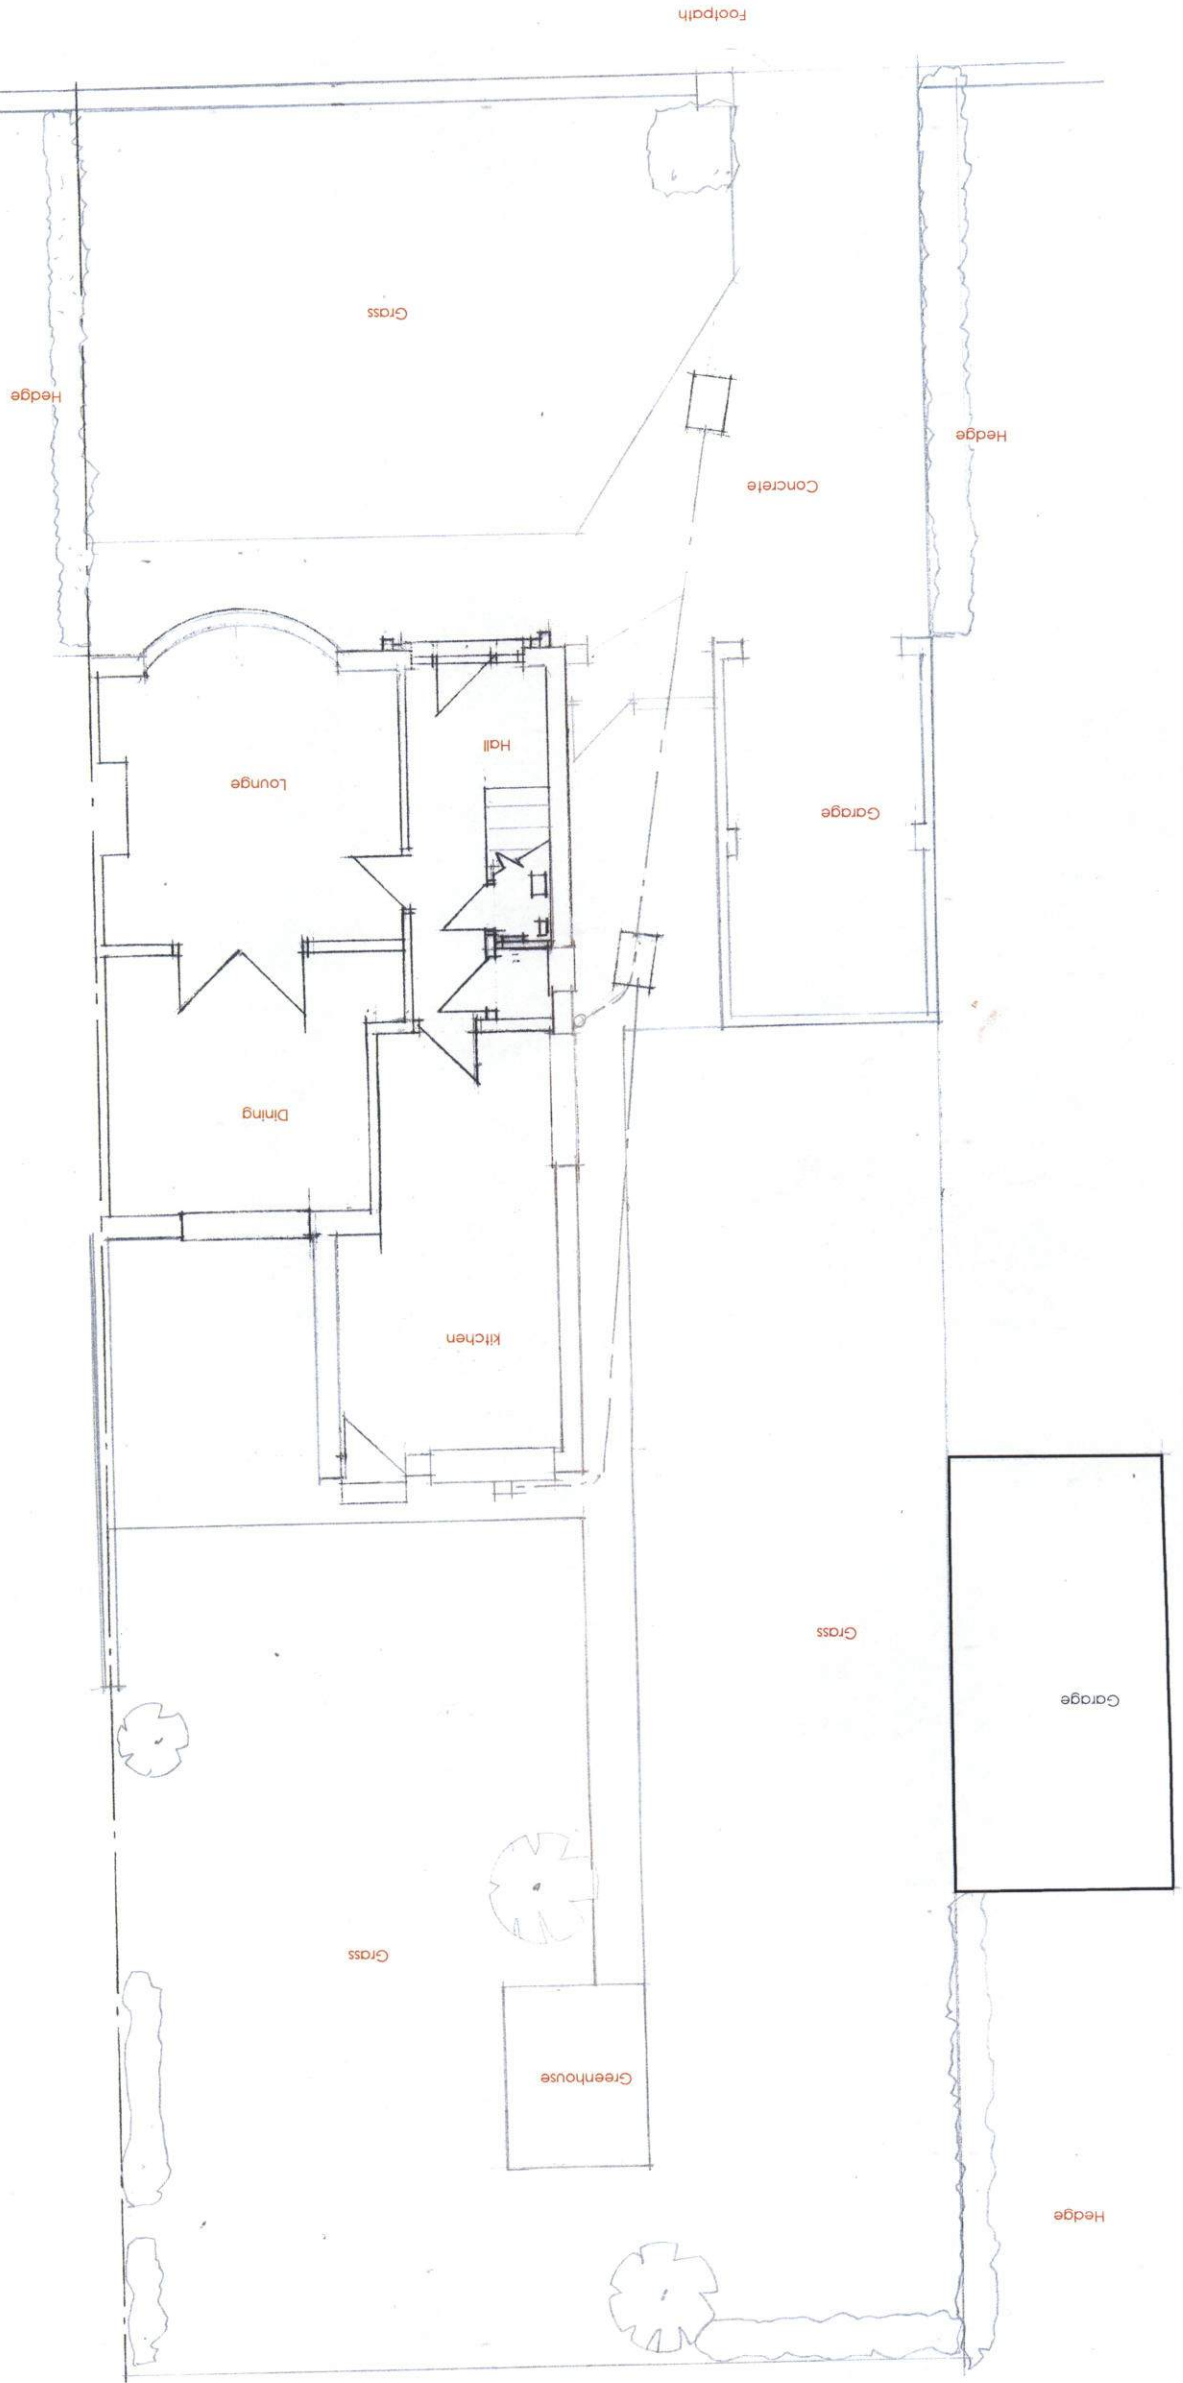 Hedge
Greenhouse
Grass
Garage
Grass
kitchen
Dining
Garage
Lounge
Hall
Concrete
Hedge
Hedge
Grass
Footpath